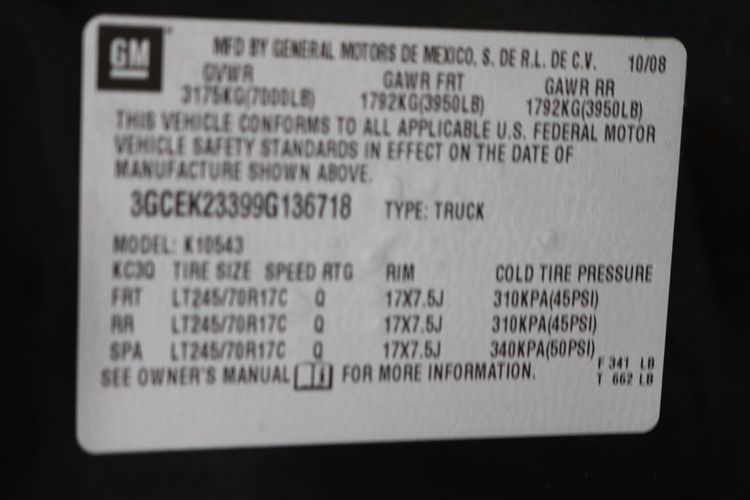 GM MFD BY GENERAL MOTORS DE MEXICO, S. DE R.L. DE C.V. 10/08
GVWR GAWR FRT GAWR RR
3175KG(7000LB) 1792KG(3950LB) 1792KG(3950LB)
THIS VEHICLE CONFORMS TO ALL APPLICABLE U.S. FEDERAL MOTOR
VEHICLE SAFETY STANDARDS IN EFFECT ON THE DATE OF
MANUFACTURE SHOWN ABOVE.
3GCEK23399G136718 TYPE: TRUCK
MODEL: K10543
KC3Q TIRE SIZE SPEED RTG RIM COLD TIRE PRESSURE
FRT LT245/70R17C Q 17X7.5J 310KPA(45PSI)
RR LT245/70R17C Q 17X7.5J 310KPA(45PSI)
SPA LT245/70R17C Q 17X7.5J 340KPA(50PSI)
F 341 LB
SEE OWNER'S MANUAL FOR MORE INFORMATION. T 662 LB